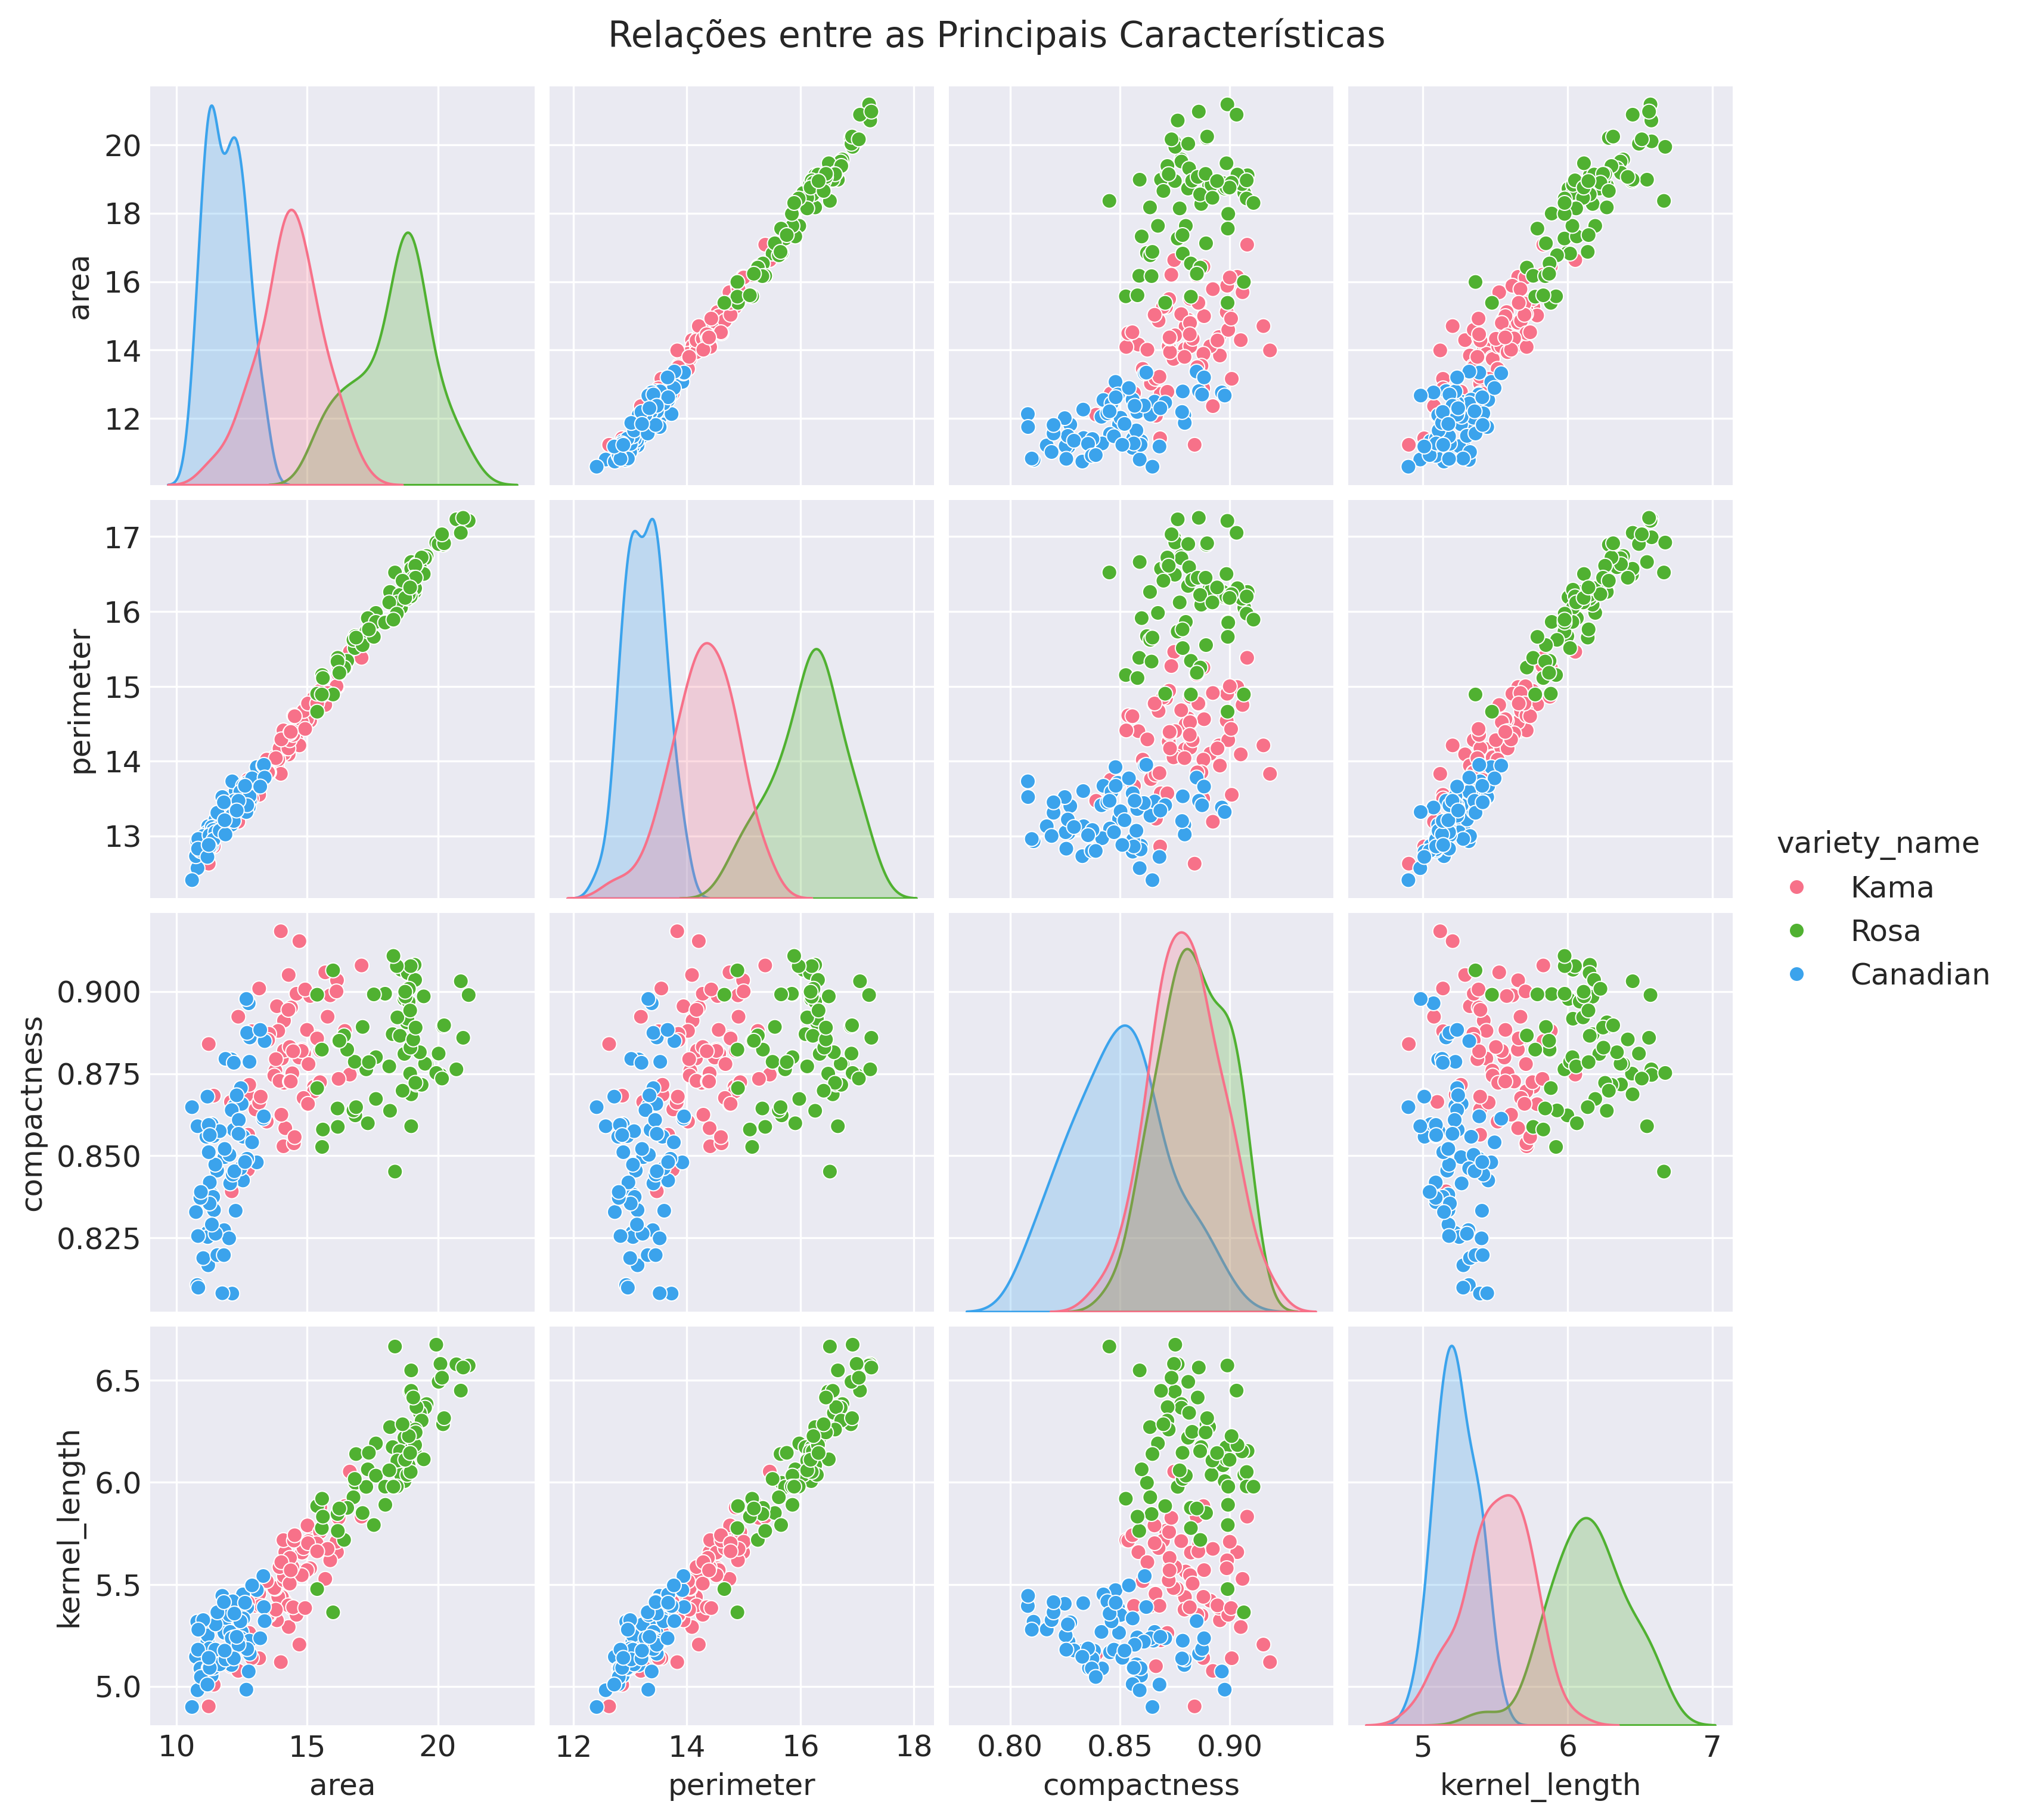 Relações entre as Principais Características
area
20
18
16
14
12
perimeter
17
16
15
14
13
compactness
0.900
0.875
0.850
0.825
kernel_length
6.5
6.0
5.5
5.0
10 15 20
area
12 14 16 18
perimeter
0.80 0.85 0.90
compactness
5 6 7
kernel_length
variety_name
Kama
Rosa
Canadian